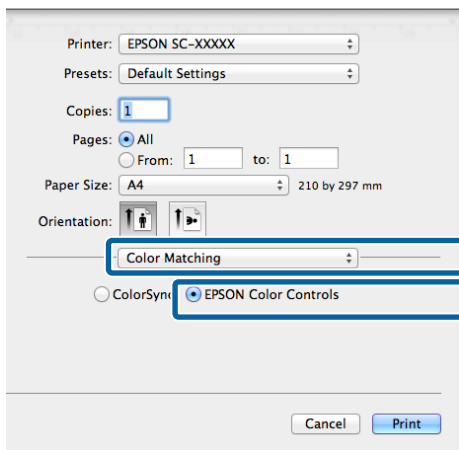 Printer: EPSON SC-XXXXX
Presets: Default Settings
Copies: 1
Pages: All
From: 1 to: 1
Paper Size: A4 210 by 297 mm
Orientation:
Color Matching
ColorSync EPSON Color Controls
Cancel Print